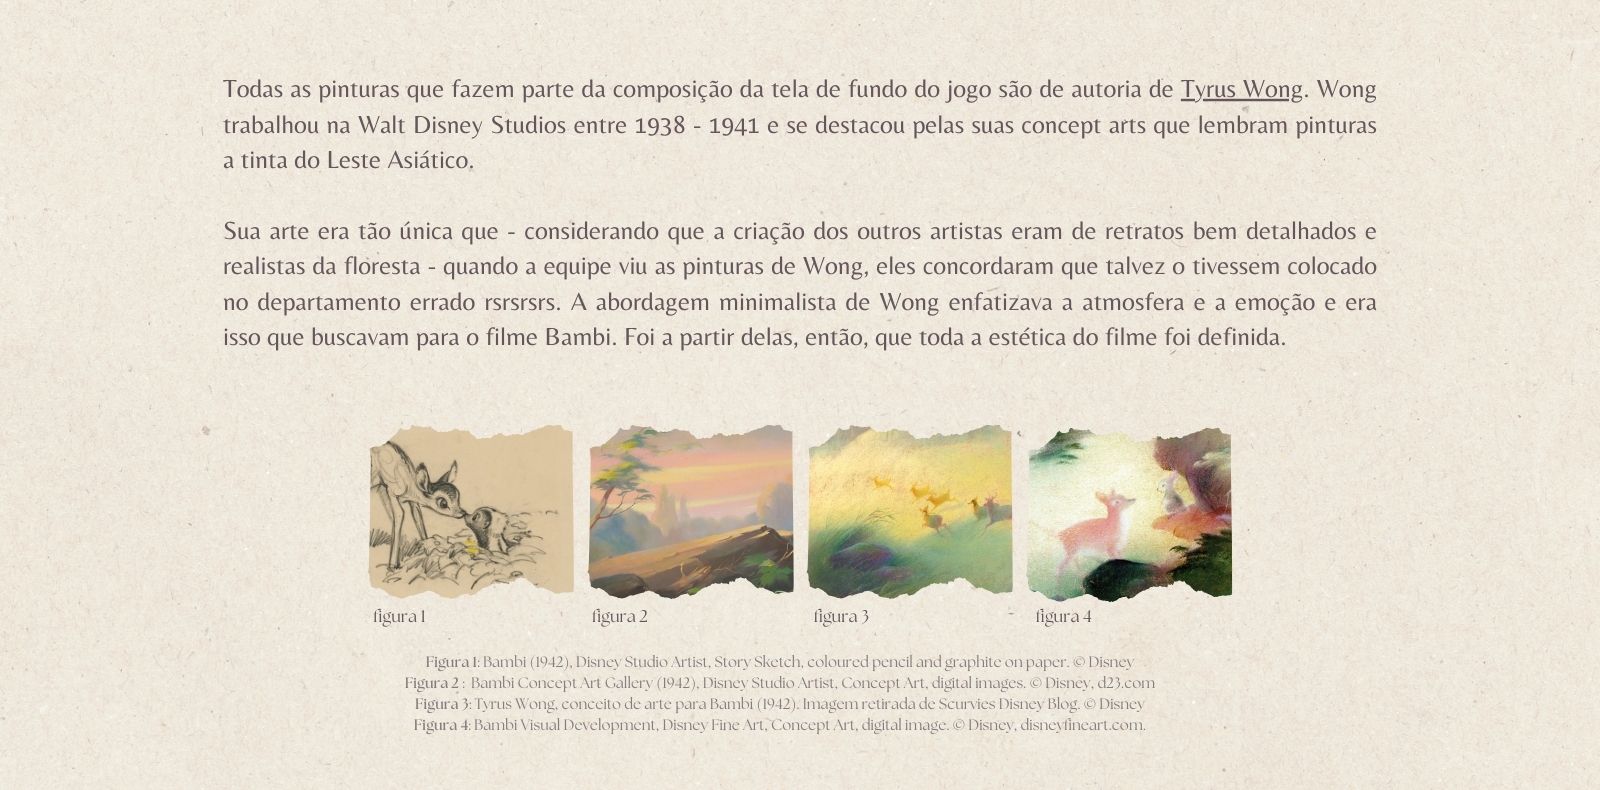 Todas as pinturas que fazem parte da composição da tela de fundo do jogo são de autoria de Tyrus Wong. Wong
trabalhou na Walt Disney Studios entre 1938 - 1941 e se destacou pelas suas concept arts que lembram pinturas
a tinta do Leste Asiático.
Sua arte era tão única que - considerando que a criação dos outros artistas eram de retratos bem detalhados e
realistas da floresta - quando a equipe viu as pinturas de Wong, eles concordaram que talvez o tivessem colocado
no departamento errado rsrsrsrs. A abordagem minimalista de Wong enfatizava a atmosfera e a emoção e era
isso que buscavam para o filme Bambi. Foi a partir delas, então, que toda a estética do filme foi definida.
figura 1
figura 2
figura 3
figura 4
Figura 1: Bambi (1942), Disney Studio Artist, Story Sketch, coloured pencil and graphite on paper. © Disney
Figura 2 : Bambi Concept Art Gallery (1942), Disney Studio Artist, Concept Art, digital images. © Disney, d23.com
Figura 3: Tyrus Wong, conceito de arte para Bambi (1942). Imagem retirada de Scurvies Disney Blog. © Disney
Figura 4: Bambi Visual Development, Disney Fine Art, Concept Art, digital image. © Disney, disneyfineart.com.